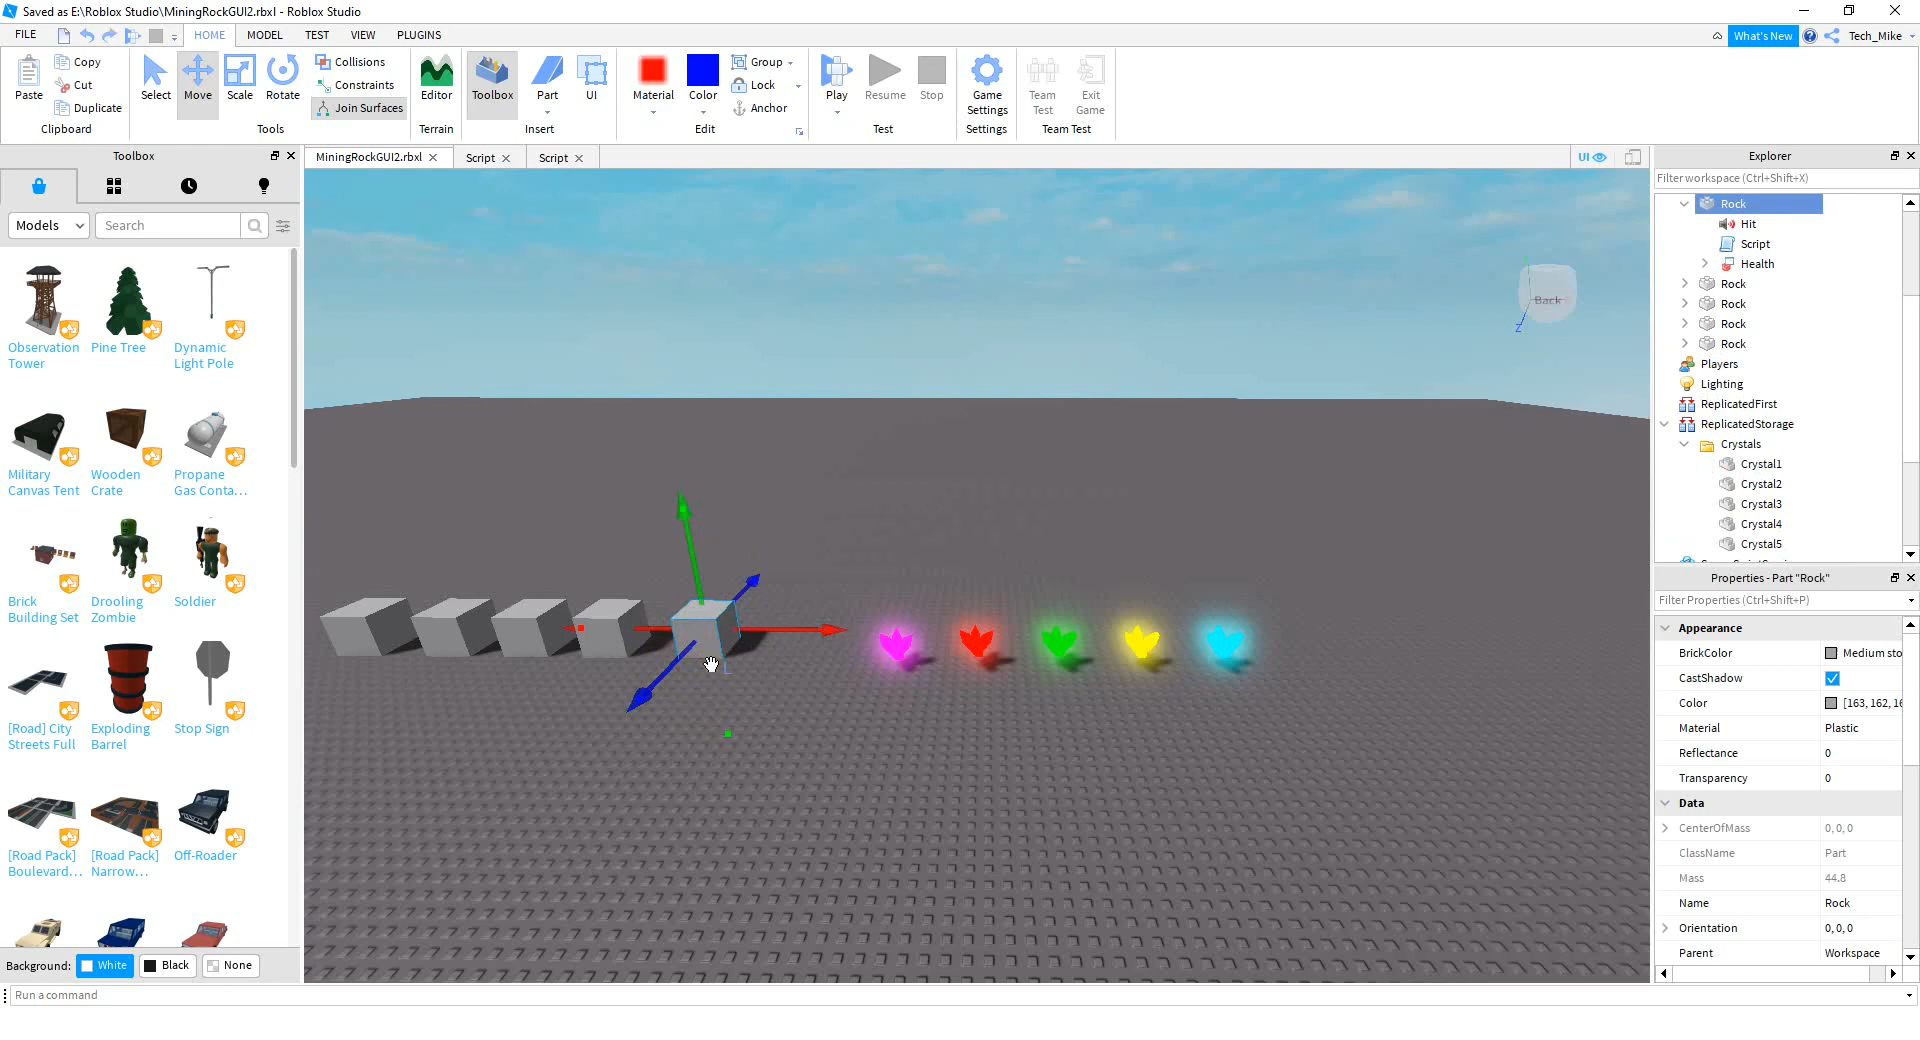 Saved as E:\Roblox Studio\MiningRockGUI2.rbxl - Roblox Studio
FILE
HOME
MODEL
TEST
VIEW
PLUGINS
What's New
Tech_Mike
Paste
Copy
Cut
Duplicate
Clipboard
Select
Move
Scale
Rotate
Collisions
Constraints
Join Surfaces
Tools
Editor
Terrain
Toolbox
Part
UI
Insert
Material
Color
Group
Lock
Anchor
Edit
Play
Resume
Stop
Test
Game
Settings
Settings
Team
Test
Exit
Game
Team Test
Toolbox
Models
Search
Observation
Tower
Pine Tree
Dynamic
Light Pole
Military
Canvas Tent
Wooden
Crate
Propane
Gas Conta...
Brick
Building Set
Drooling
Zombie
Soldier
[Road] City
Streets Full
Exploding
Barrel
Stop Sign
[Road Pack]
Boulevard...
[Road Pack]
Narrow...
Off-Roader
Background:
White
Black
None
Run a command
MiningRockGUI2.rbxl
Script
Script
UI
Back
Z
Explorer
Filter workspace (Ctrl+Shift+X)
Rock
Hit
Script
Health
Rock
Rock
Rock
Rock
Players
Lighting
ReplicatedFirst
ReplicatedStorage
Crystals
Crystal1
Crystal2
Crystal3
Crystal4
Crystal5
Properties - Part "Rock"
Filter Properties (Ctrl+Shift+P)
Appearance
BrickColor Medium sto
CastShadow
Color [163, 162, 16
Material Plastic
Reflectance 0
Transparency 0
Data
CenterOfMass 0, 0, 0
ClassName Part
Mass 44.8
Name Rock
Orientation 0, 0, 0
Parent Workspace